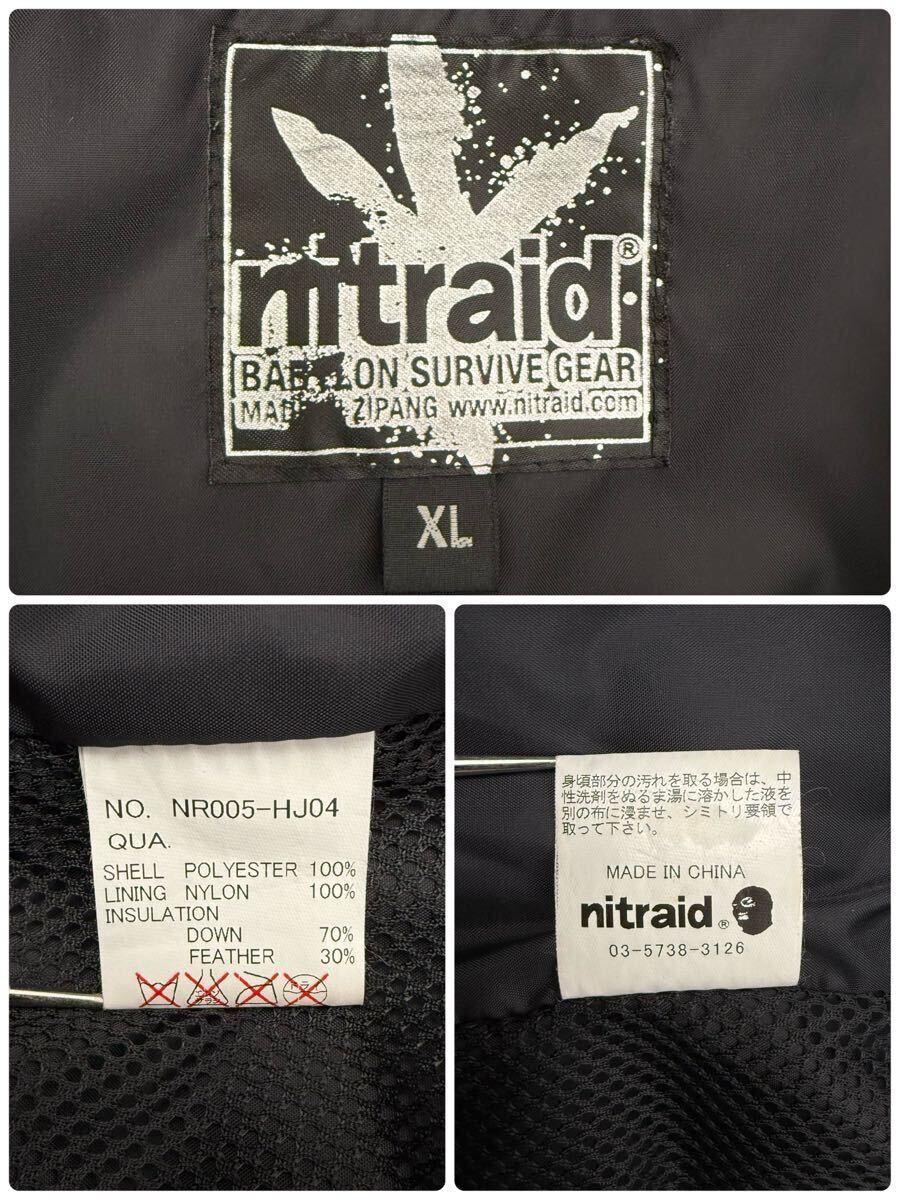 nitraid®
BABYLON SURVIVE GEAR
MADE ZIPANG www.nitraid.com
XL
NO. NR005-HJ04
QUA.
SHELL POLYESTER 100%
LINING NYLON 100%
INSULATION
DOWN 70%
FEATHER 30%
身頃部分の汚れを取る場合は、中
性洗剤をぬるま湯に溶かした液を
別の布に浸ませ、シミトリ要領で
取って下さい。
MADE IN CHINA
nitraid®
03-5738-3126